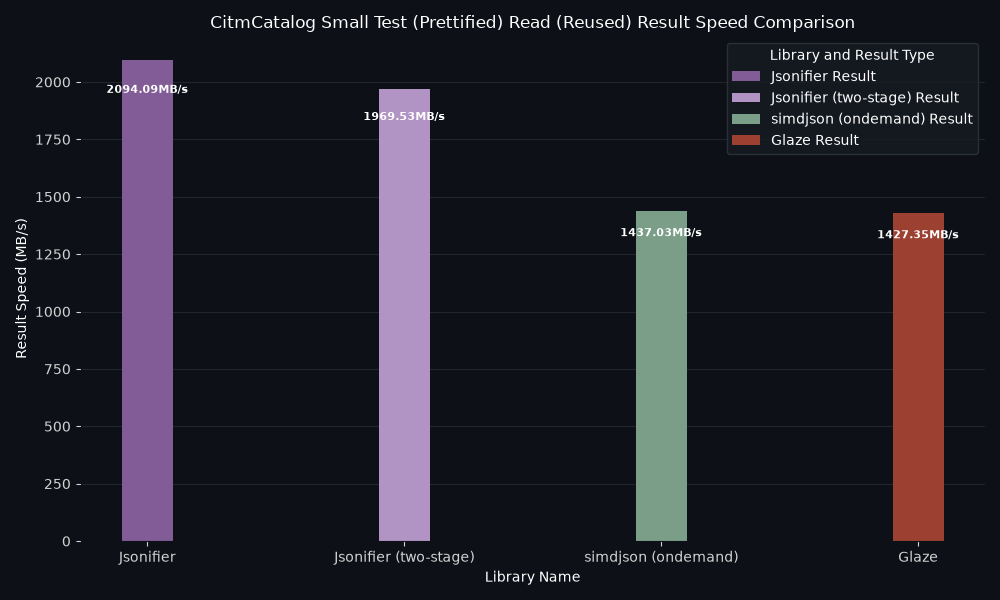 CitmCatalog Small Test (Prettified) Read (Reused) Result Speed Comparison
Library and Result Type
Jsonifier Result
Jsonifier (two-stage) Result
simdjson (ondemand) Result
Glaze Result
2094.09MB/s
1969.53MB/s
1437.03MB/s
1427.35MB/s
Result Speed (MB/s)
2000
1750
1500
1250
1000
750
500
250
0
Jsonifier
Jsonifier (two-stage)
simdjson (ondemand)
Glaze
Library Name